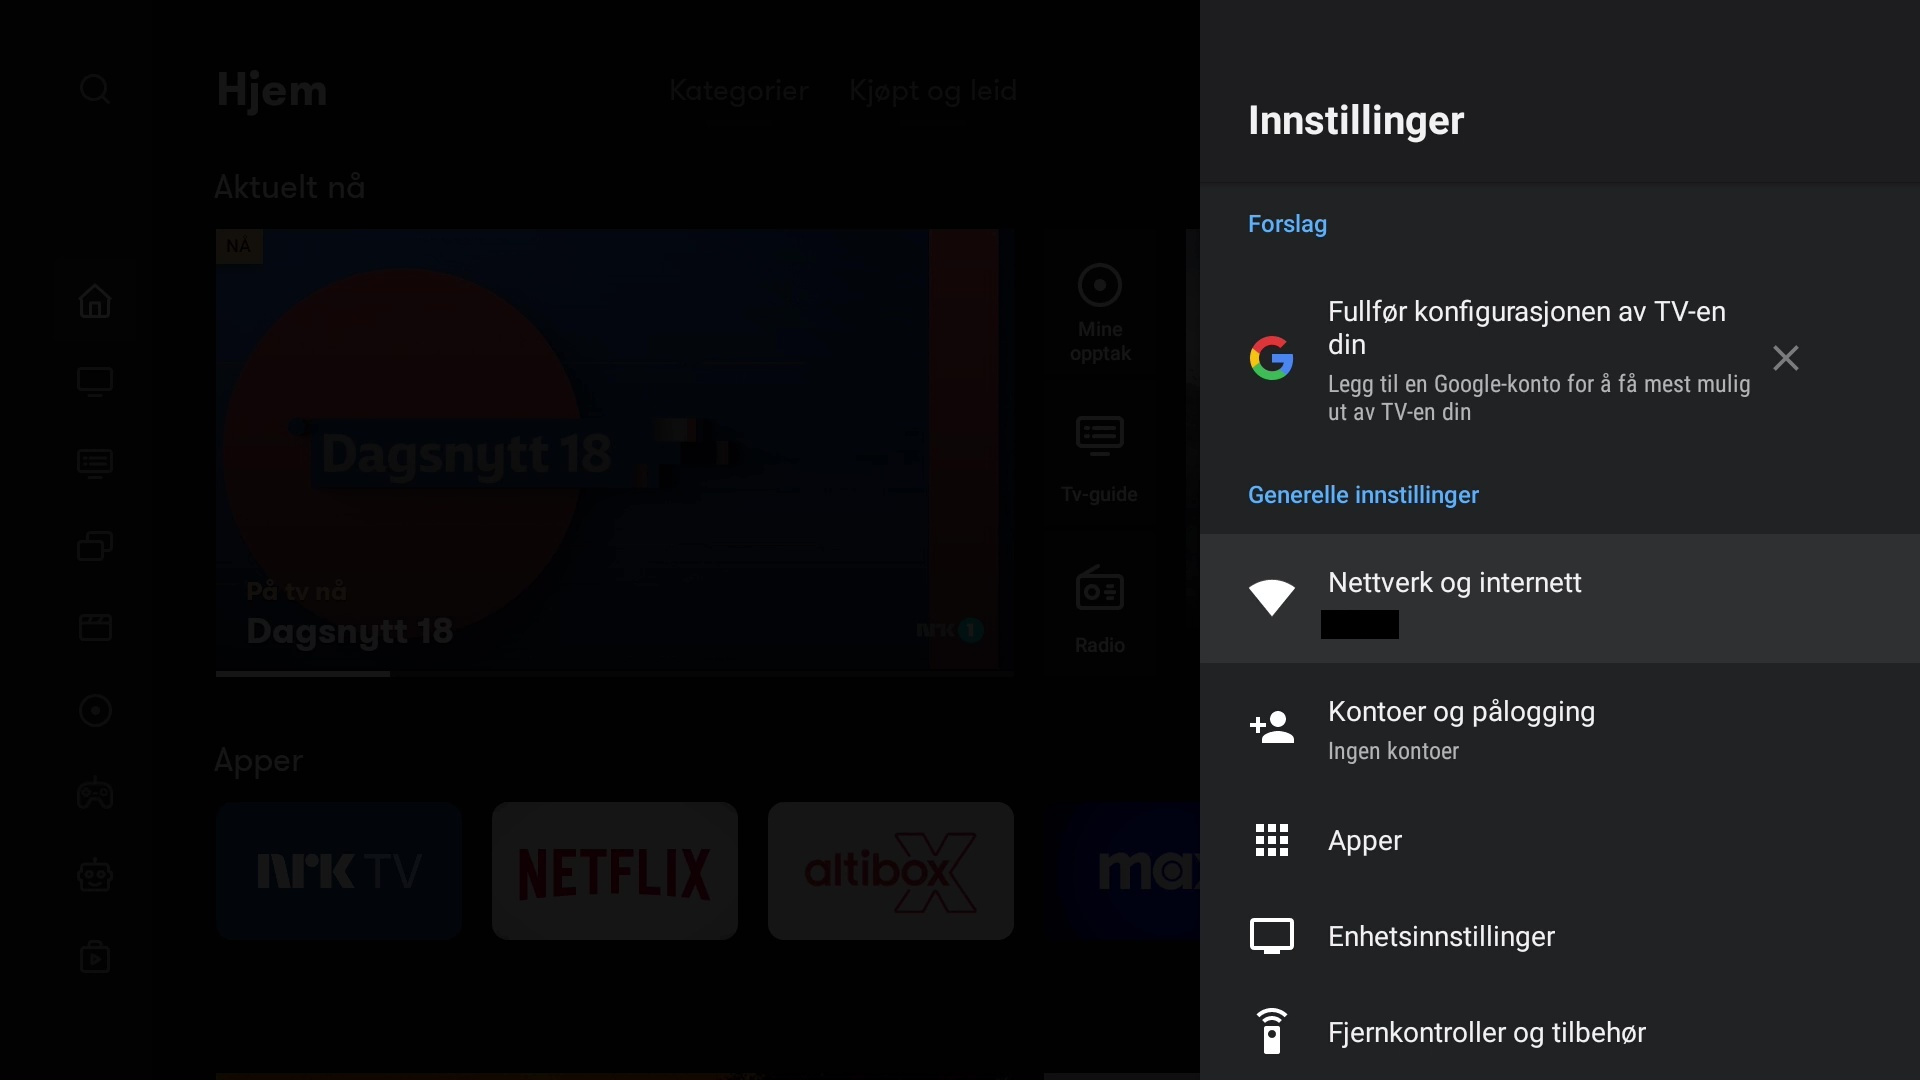 Hjem
Kategorier
Kjøpt og leid
Aktuelt nå
NÅ
Dagsnytt 18
På tv nå
Dagsnytt 18
nrk 1
Mine
opptak
Tv-guide
Radio
Apper
NRK TV
NETFLIX
altibox X
max
Innstillinger
Forslag
Fullfør konfigurasjonen av TV-en
din
Legg til en Google-konto for å få mest mulig
ut av TV-en din
Generelle innstillinger
Nettverk og internett
Kontoer og pålogging
Ingen kontoer
Apper
Enhetsinnstillinger
Fjernkontroller og tilbehør